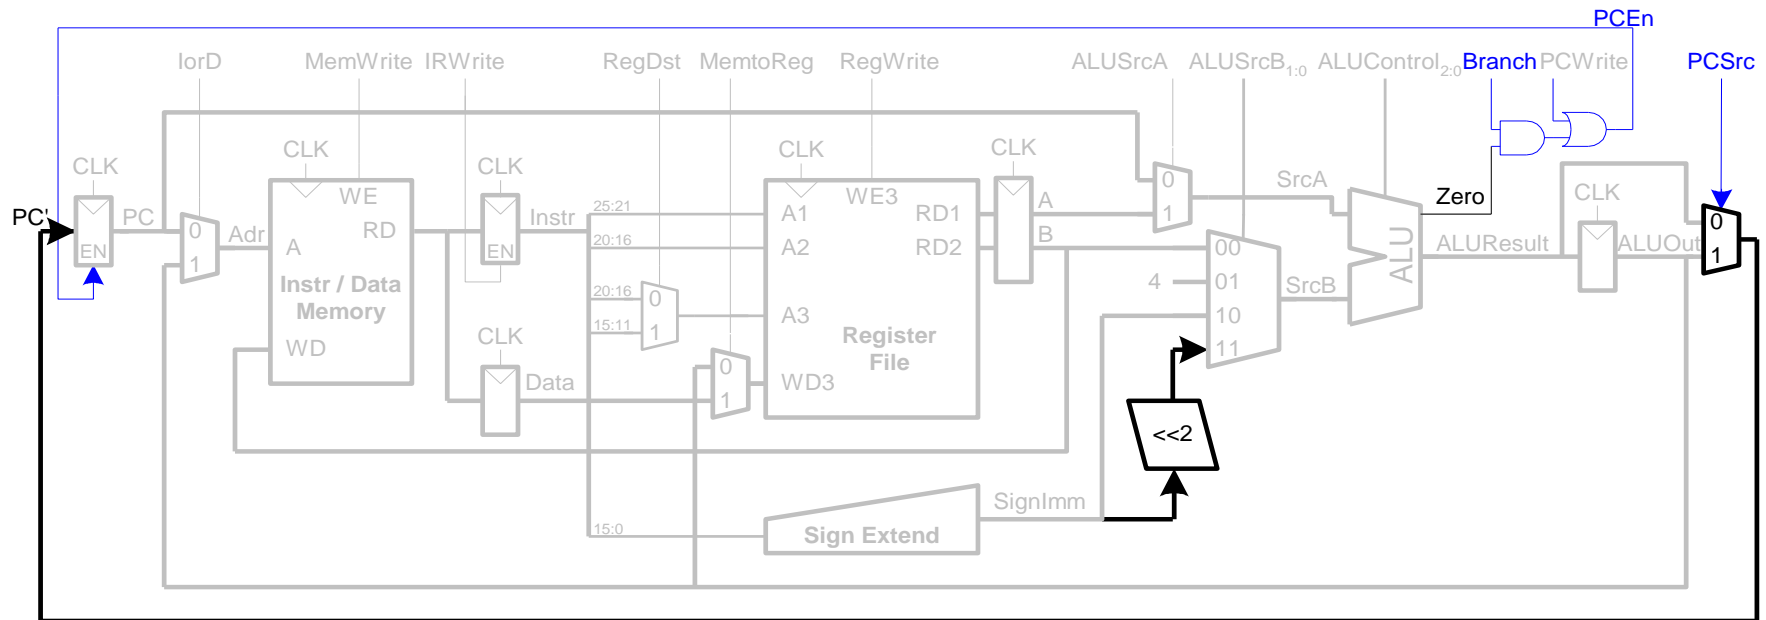 PCEn
IorD MemWrite IRWrite RegDst MemtoReg RegWrite ALUSrcA ALUSrcB1:0 ALUControl2:0 Branch PCWrite PCSrc
CLK CLK CLK CLK CLK CLK
PC' PC EN
0 1 Adr
WE A RD
Instr / Data
Memory
WD
EN Instr
CLK Data
25:21
20:16
20:16
15:11
15:0
0 1
0 1
WE3
A1 RD1
A2 RD2
A3
Register
File
WD3
A
B
0 1
SrcA
00
4 01
10
11
SrcB
ALU
Zero
ALUResult
ALUOut
0
1
<<2
SignImm
Sign Extend